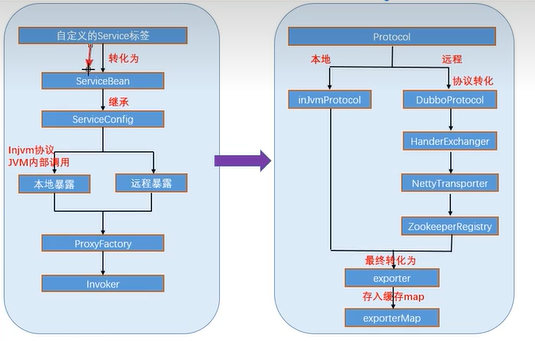 自定义的Service标签
转化为
ServiceBean
继承
ServiceConfig
Injvm协议
JVM内部调用
本地暴露
远程暴露
ProxyFactory
Invoker
Protocol
本地
远程
协议转化
inJvmProtocol
DubboProtocol
HanderExchanger
NettyTransporter
ZookeeperRegistry
最终转化为
exporter
存入缓存map
exporterMap